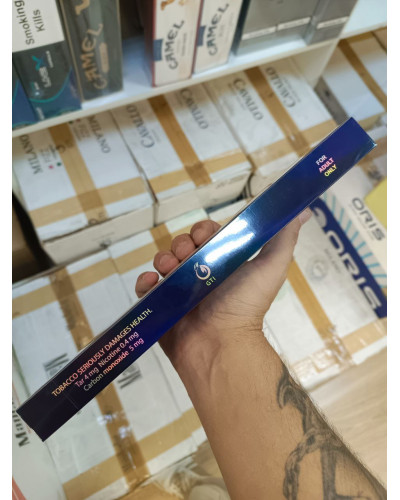 Smoking
Kills
CAMEL
CAMEL
CAVALLO
MILANO
CAVALLO
ORIS
ORIS
FOR
ADULT
ONLY
GTI
TOBACCO SERIOUSLY DAMAGES HEALTH.
Tar 4 mg Nicotine 0.4 mg
Carbon monoxide 5 mg